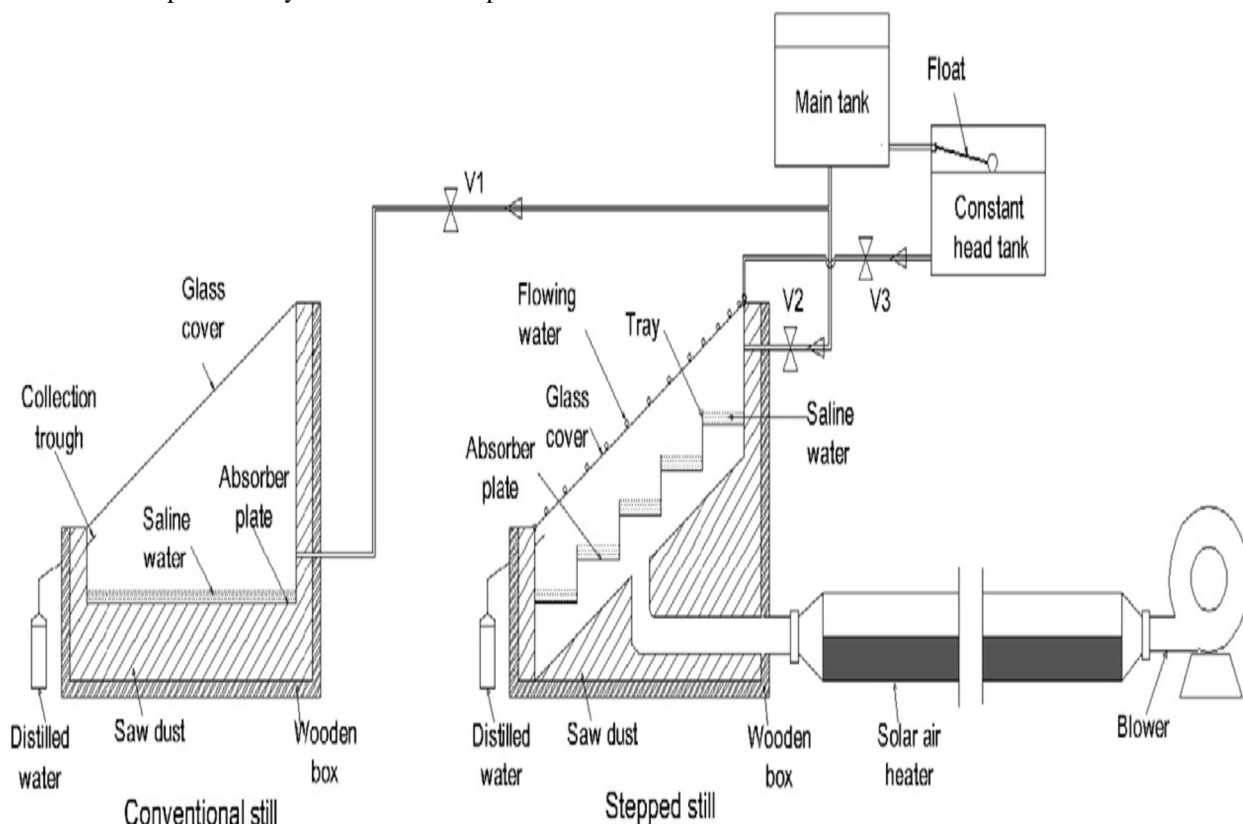 Main tank
Float
Constant
head tank
V1
V3
V2
Glass
cover
Flowing
water
Tray
Collection
trough
Glass
cover
Saline
water
Absorber
plate
Absorber
plate
Saline
water
Distilled
water
Saw dust
Wooden
box
Distilled
water
Saw dust
Wooden
box
Solar air
heater
Blower
Conventional still
Stepped still